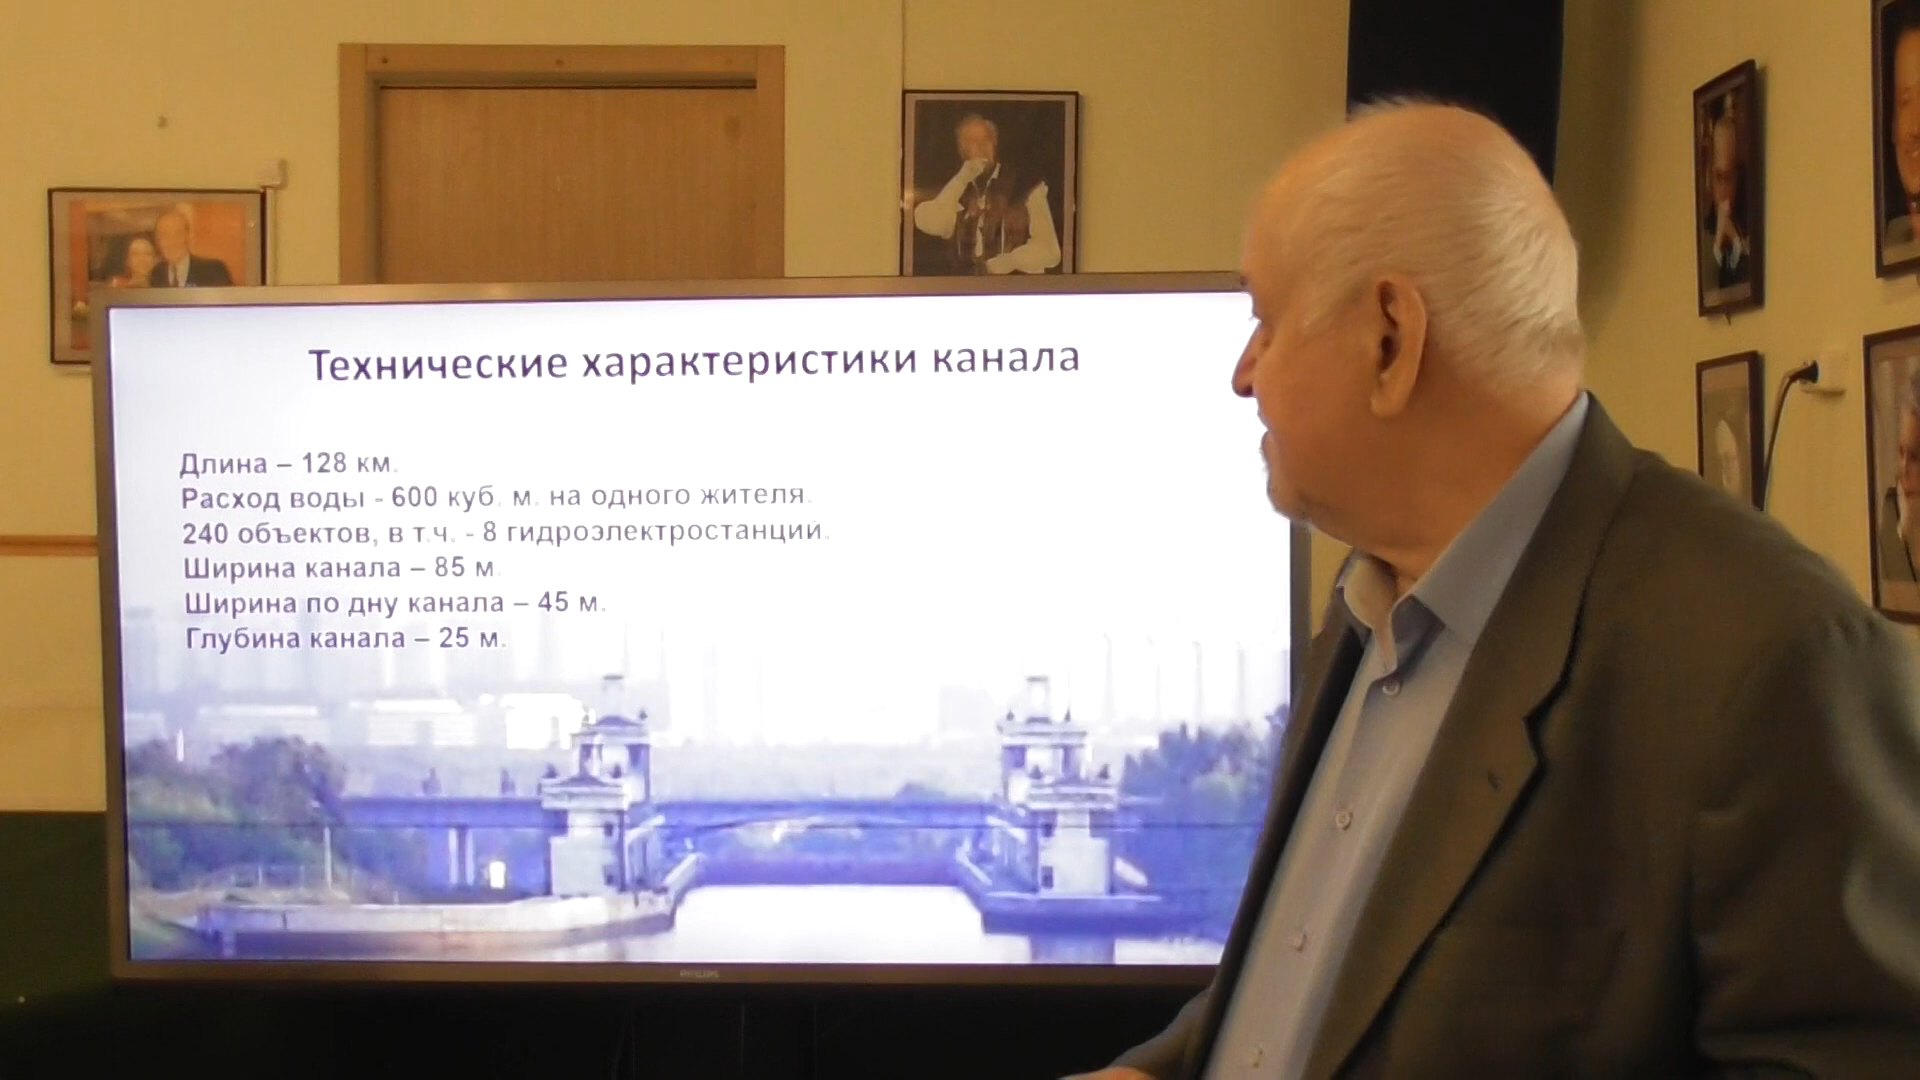 Технические характеристики канала
Длина – 128 км.
Расход воды - 600 куб. м. на одного жителя.
240 объектов, в т.ч. - 8 гидроэлектростанции.
Ширина канала – 85 м.
Ширина по дну канала – 45 м.
Глубина канала – 25 м.
PHILIPS